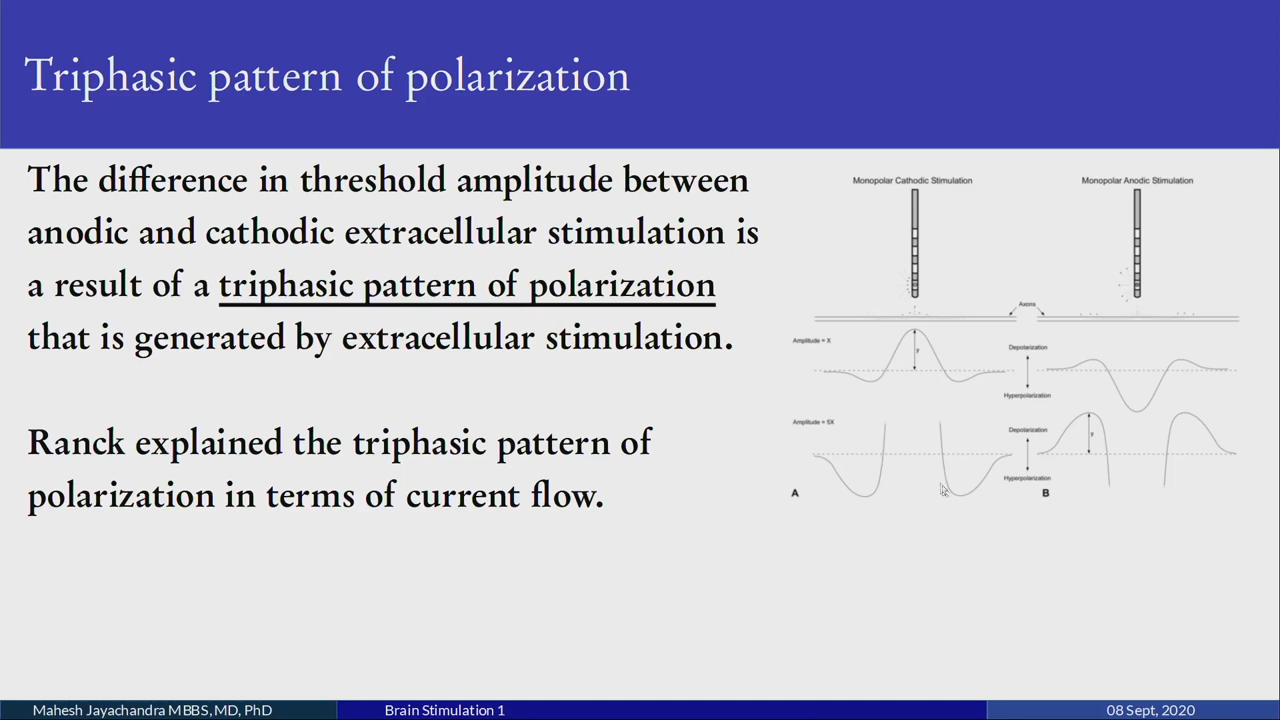 Triphasic pattern of polarization
The difference in threshold amplitude between
anodic and cathodic extracellular stimulation is
a result of a triphasic pattern of polarization
that is generated by extracellular stimulation.
Ranck explained the triphasic pattern of
polarization in terms of current flow.
Monopolar Cathodic Stimulation
Monopolar Anodic Stimulation
Axons
Amplitude = X
Y
Depolarization
Hyperpolarization
Amplitude = 5X
Depolarization
Y
Hyperpolarization
A
B
Mahesh Jayachandra MBBS, MD, PhD
Brain Stimulation 1
08 Sept, 2020